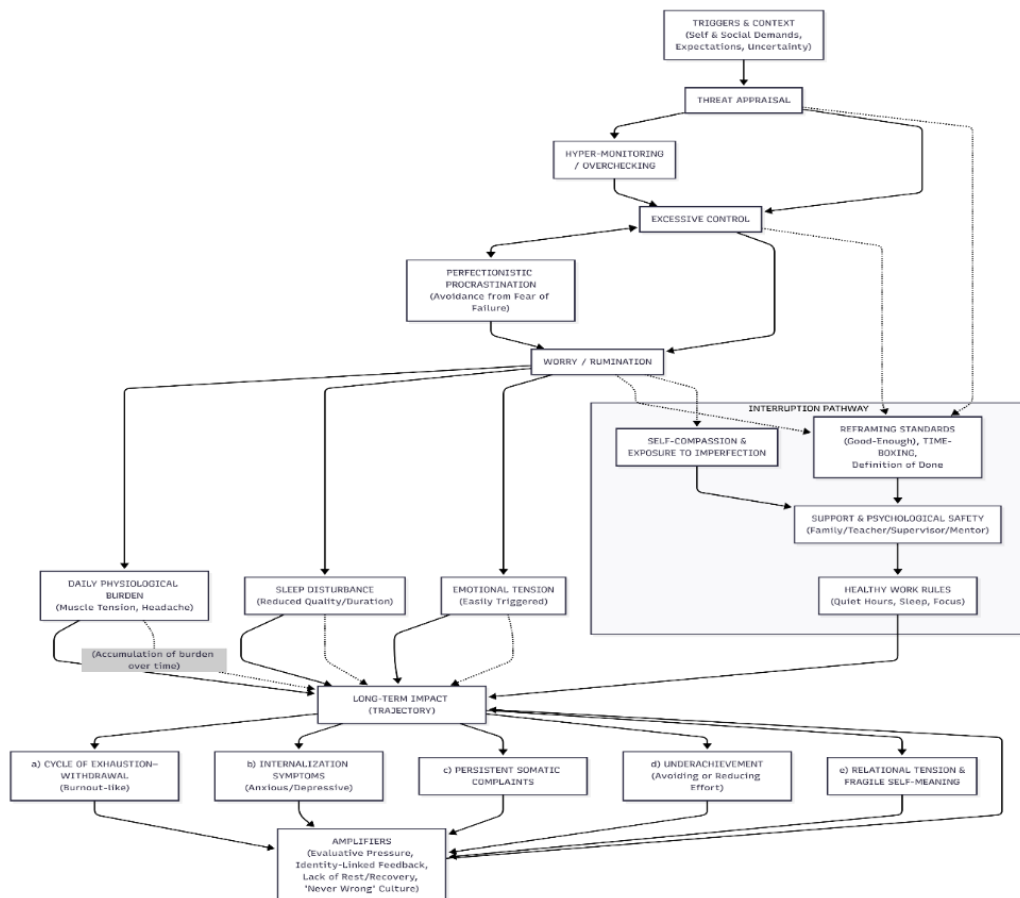 TRIGGERS & CONTEXT
(Self & Social Demands,
Expectations, Uncertainty)
THREAT APPRAISAL
HYPER-MONITORING
/ OVERCHECKING
EXCESSIVE CONTROL
PERFECTIONISTIC
PROCRASTINATION
(Avoidance from Fear of
Failure)
WORRY / RUMINATION
INTERRUPTION PATHWAY
SELF-COMPASSION &
EXPOSURE TO IMPERFECTION
REFRAMING STANDARDS
(Good-Enough), TIME-
BOXING,
Definition of Done
SUPPORT & PSYCHOLOGICAL SAFETY
(Family/Teacher/Supervisor/Mentor)
DAILY PHYSIOLOGICAL
BURDEN
(Muscle Tension, Headache)
SLEEP DISTURBANCE
(Reduced Quality/Duration)
EMOTIONAL TENSION
(Easily Triggered)
HEALTHY WORK RULES
(Quiet Hours, Sleep, Focus)
(Accumulation of burden
over time)
LONG-TERM IMPACT
(TRAJECTORY)
a) CYCLE OF EXHAUSTION–
WITHDRAWAL
(Burnout-like)
b) INTERNALIZATION
SYMPTOMS
(Anxious/Depressive)
c) PERSISTENT SOMATIC
COMPLAINTS
d) UNDERACHIEVEMENT
(Avoiding or Reducing
Effort)
e) RELATIONAL TENSION &
FRAGILE SELF-MEANING
AMPLIFIERS
(Evaluative Pressure,
Identity-Linked Feedback,
Lack of Rest/Recovery,
'Never Wrong' Culture)